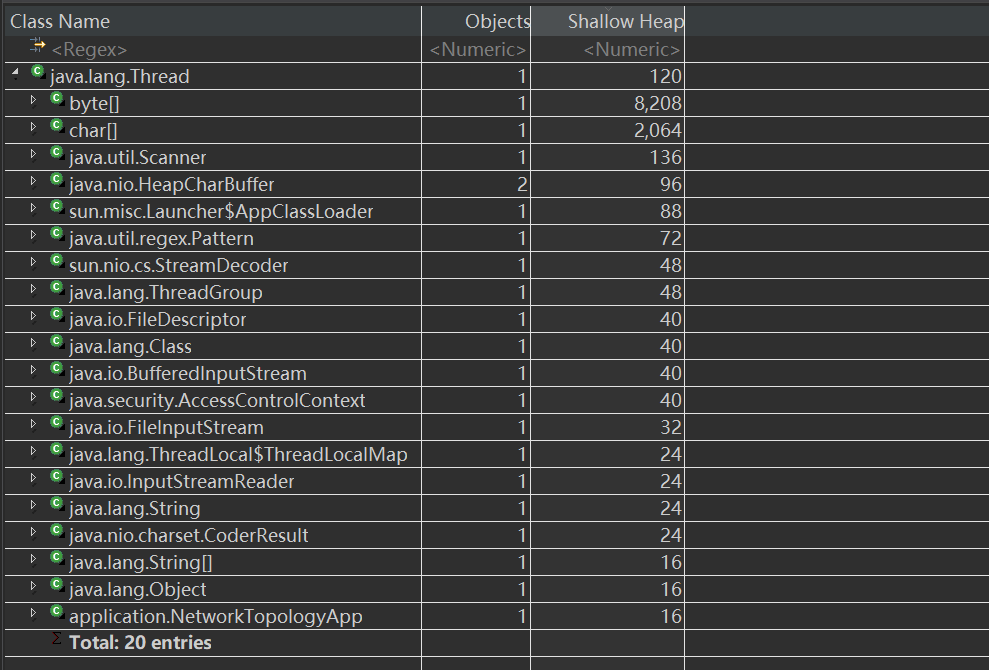 Class Name Objects Shallow Heap
<Regex> <Numeric> <Numeric>
java.lang.Thread 1 120
byte[] 1 8,208
char[] 1 2,064
java.util.Scanner 1 136
java.nio.HeapCharBuffer 2 96
sun.misc.Launcher$AppClassLoader 1 88
java.util.regex.Pattern 1 72
sun.nio.cs.StreamDecoder 1 48
java.lang.ThreadGroup 1 48
java.io.FileDescriptor 1 40
java.lang.Class 1 40
java.io.BufferedInputStream 1 40
java.security.AccessControlContext 1 40
java.io.FileInputStream 1 32
java.lang.ThreadLocal$ThreadLocalMap 1 24
java.io.InputStreamReader 1 24
java.lang.String 1 24
java.nio.charset.CoderResult 1 24
java.lang.String[] 1 16
java.lang.Object 1 16
application.NetworkTopologyApp 1 16
Σ Total: 20 entries